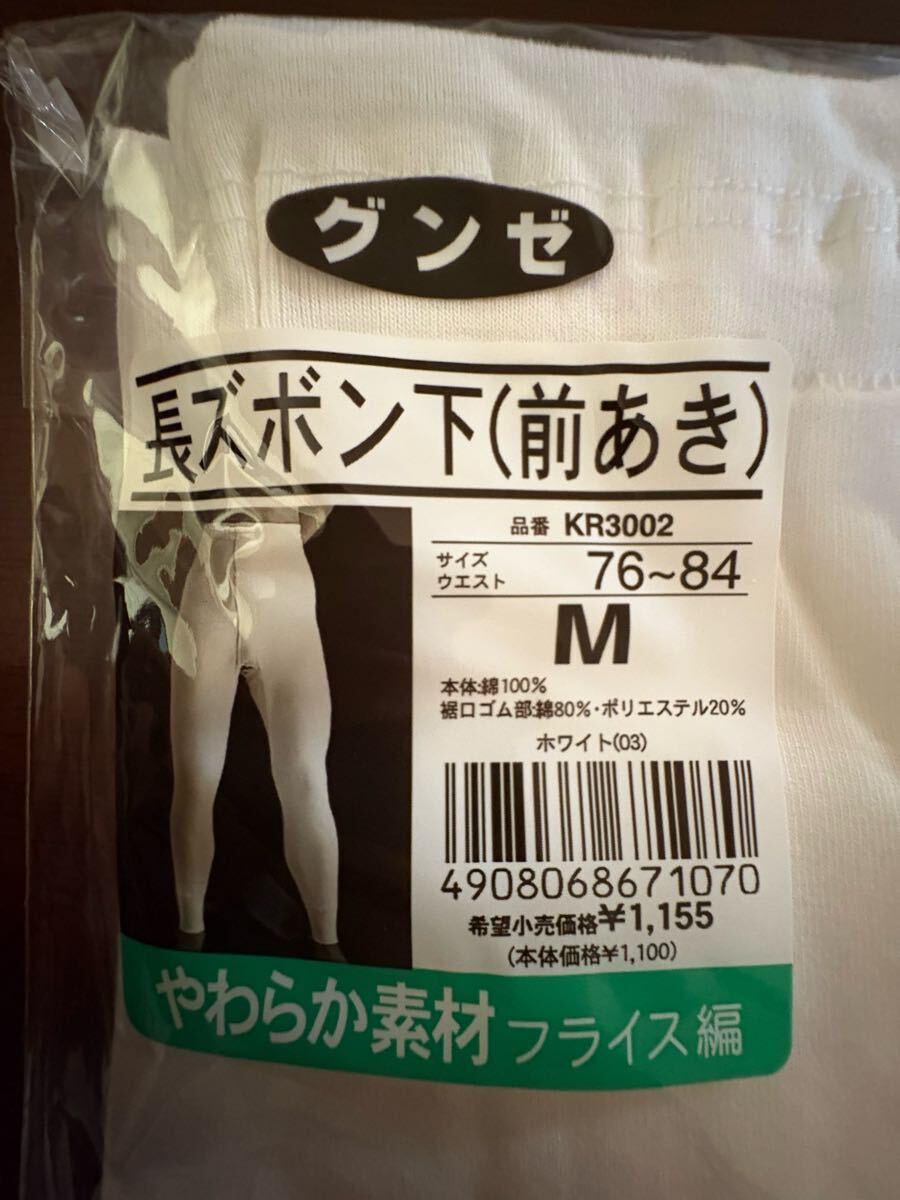 グンゼ
長ズボン下(前あき)
品番 KR3002
サイズ
ウエスト 76~84
M
本体:綿100%
裾口ゴム部:綿80%・ポリエステル20%
ホワイト(03)
4908068671070
希望小売価格¥1,155
(本体価格¥1,100)
やわらか素材 フライス編